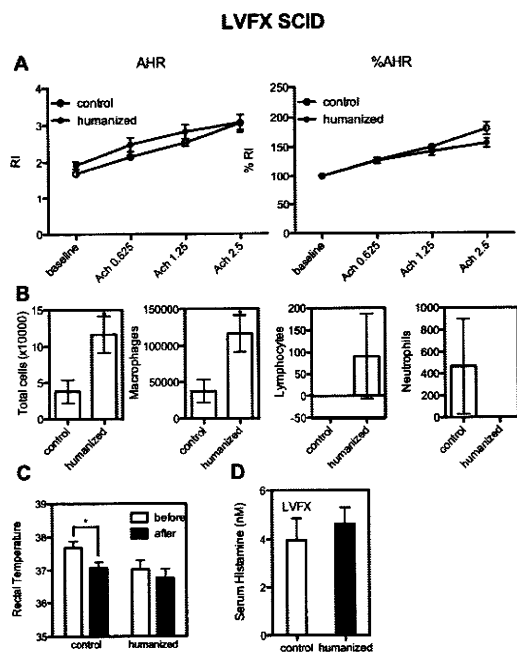 LVFX SCID
A
AHR
%AHR
control
humanized
RI
4
3
2
1
0
baseline
Ach 0.625
Ach 1.25
Ach 2.5
control
humanized
% RI
250
200
150
100
50
0
baseline
Ach 0.625
Ach 1.25
Ach 2.5
B
Total cells (x10000)
15
10
5
0
control
humanized
Macrophages
150000
100000
50000
0
control
humanized
Lymphocytes
200
150
100
50
0
-50
control
humanized
Neutrophils
1000
800
600
400
200
0
control
humanized
C
D
Rectal Temperature
39
38
37
36
35
*
before
after
control
humanized
Serum Histamine (nM)
6
4
2
0
LVFX
control
humanized